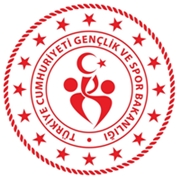 TÜRKİYE CUMHURİYETİ GENÇLİK VE SPOR BAKANLIĞI